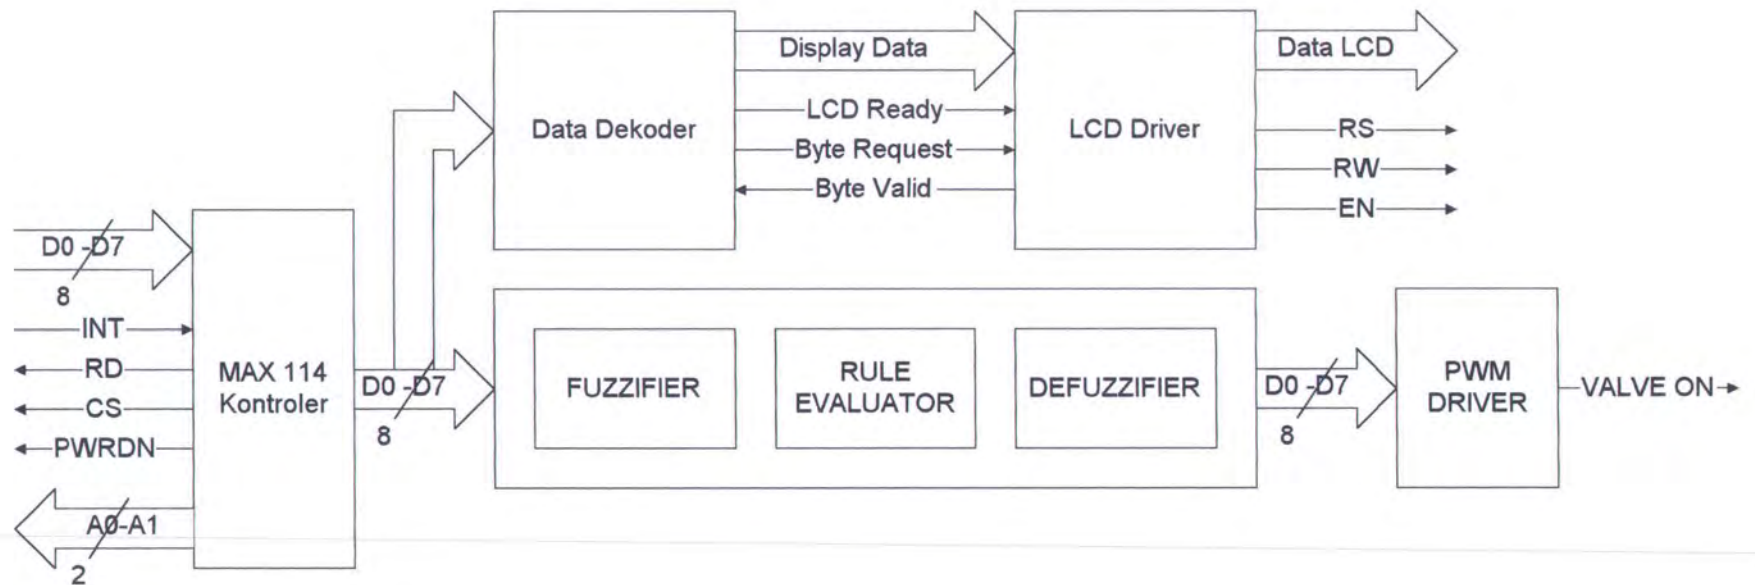 Display Data
Data LCD
LCD Ready
Data Dekoder
LCD Driver
RS
Byte Request
RW
Byte Valid
EN
D0 -D7
8
INT
RD
CS
PWRDN
A0-A1
2
MAX 114
Kontroler
D0 -D7
8
FUZZIFIER
RULE
EVALUATOR
DEFUZZIFIER
D0 -D7
8
PWM
DRIVER
VALVE ON